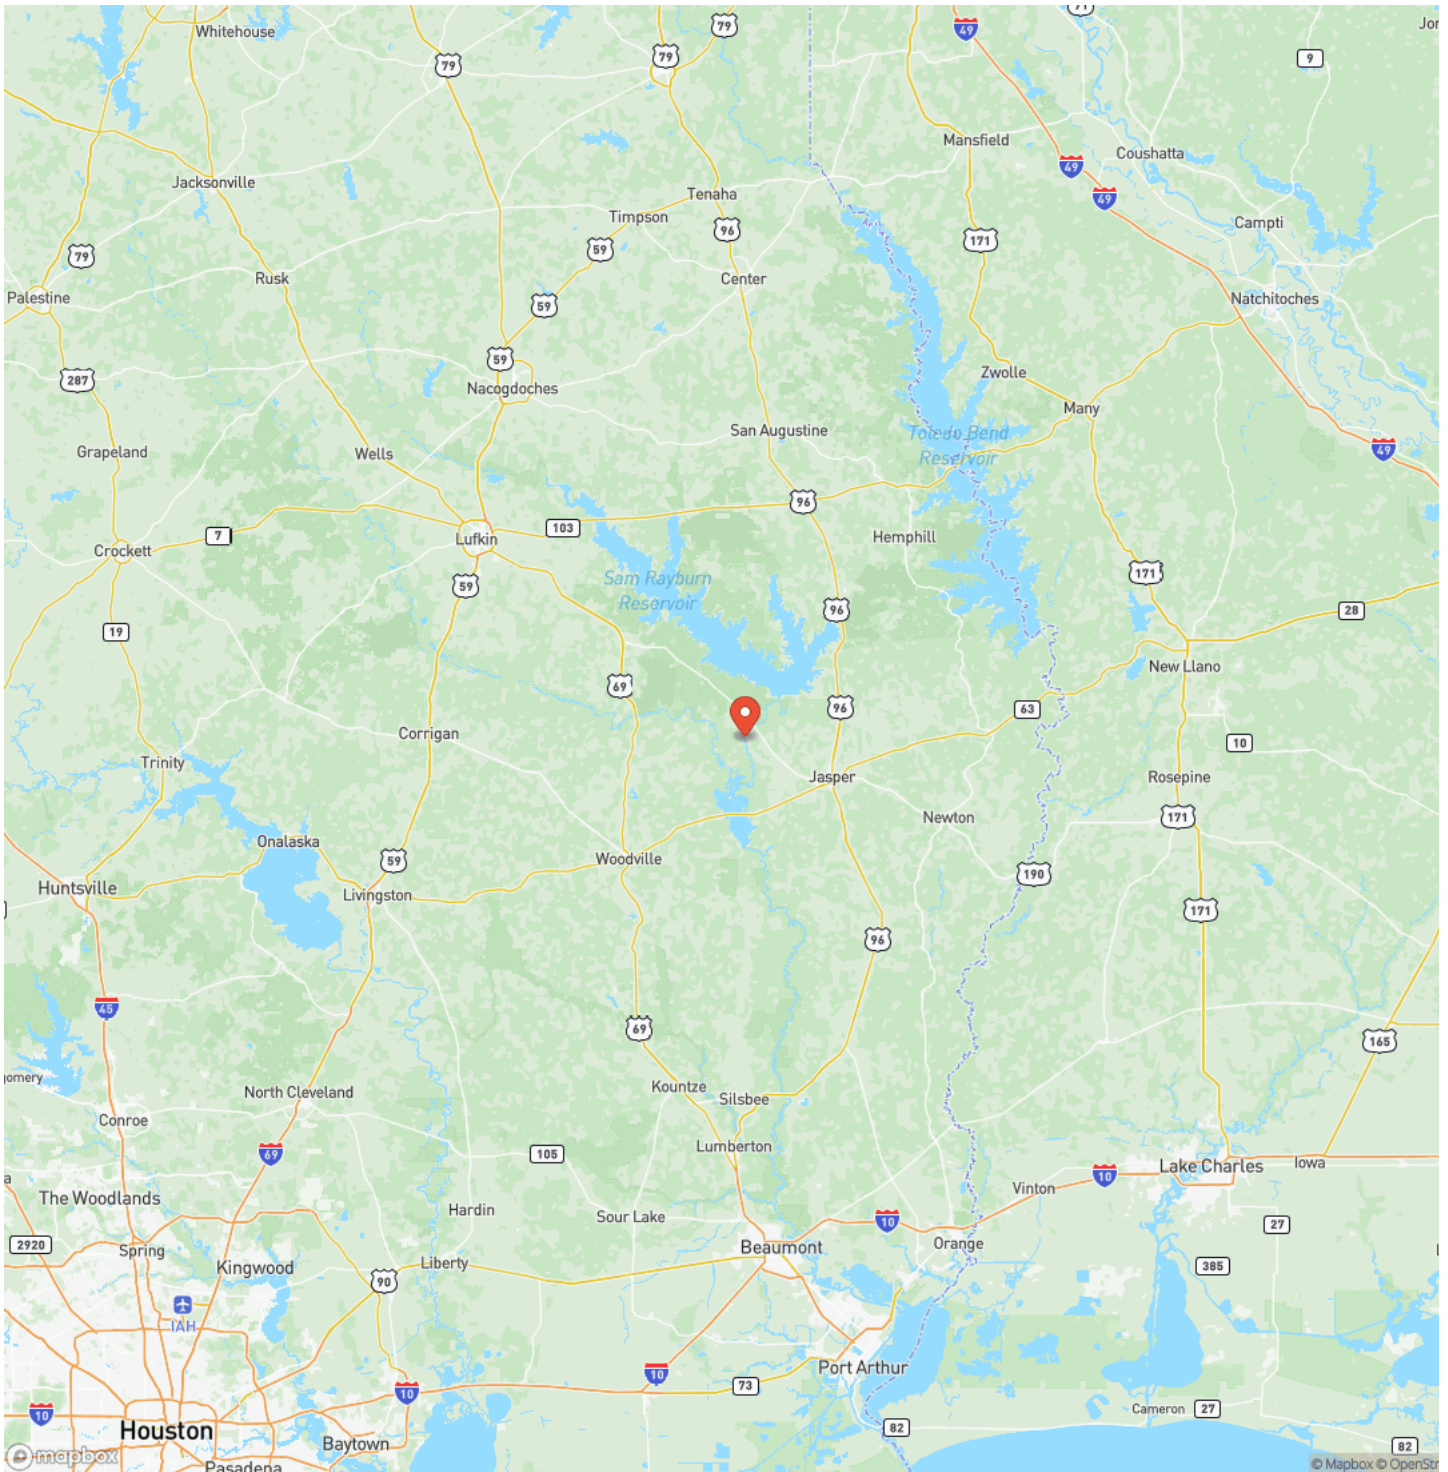 71
Jor
Whitehouse
79
49
79
79
9
Mansfield
Coushatta
49
Jacksonville
Tenaha
49
Timpson
96
Campti
79
59
171
Rusk
Center
Palestine
59
Natchitoches
59
287
Nacogdoches
Zwolle
Many
San Augustine
Toledo Bend
Reservoir
Grapeland
Wells
49
96
103
7
Lufkin
Hemphill
Crockett
171
59
Sam Rayburn
Reservoir
96
28
19
New Llano
69
96
63
Corrigan
10
Trinity
Jasper
Rosepine
Newton
171
Onalaska
59
Woodville
190
Huntsville
Livingston
171
96
45
69
165
gomery
Kountze
North Cleveland
Silsbee
Conroe
Lumberton
105
69
Lake Charles
Iowa
10
a
The Woodlands
Vinton
Hardin
Sour Lake
10
27
2920
Spring
Beaumont
Orange
Kingwood
Liberty
385
90
IAH
Port Arthur
10
73
10
Cameron
27
10
Houston
82
Baytown
82
mapbox
Pasadena
© Mapbox © OpenStr